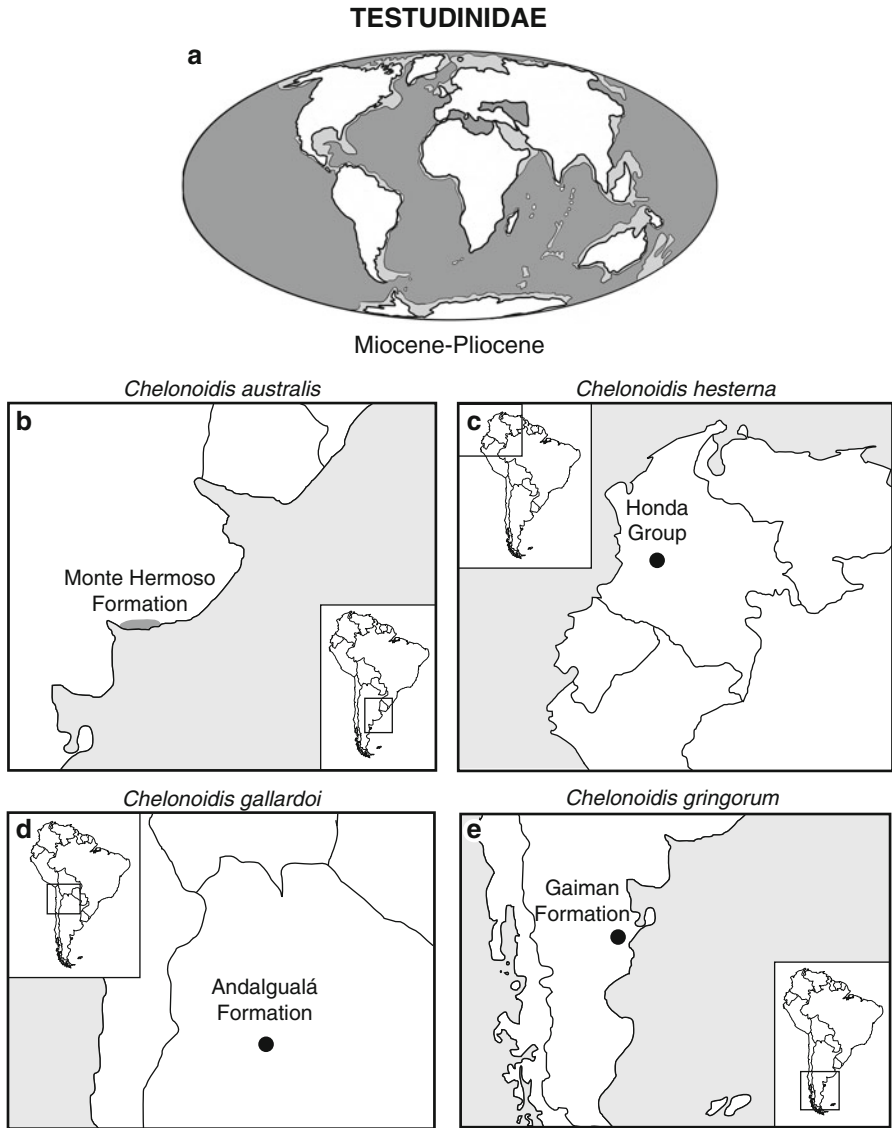 TESTUDINIDAE
a
Miocene-Pliocene
Chelonoidis australis
b
Monte Hermoso
Formation
Chelonoidis hesterna
c
Honda
Group
Chelonoidis gallardoi
d
Andalgualá
Formation
Chelonoidis gringorum
e
Gaiman
Formation